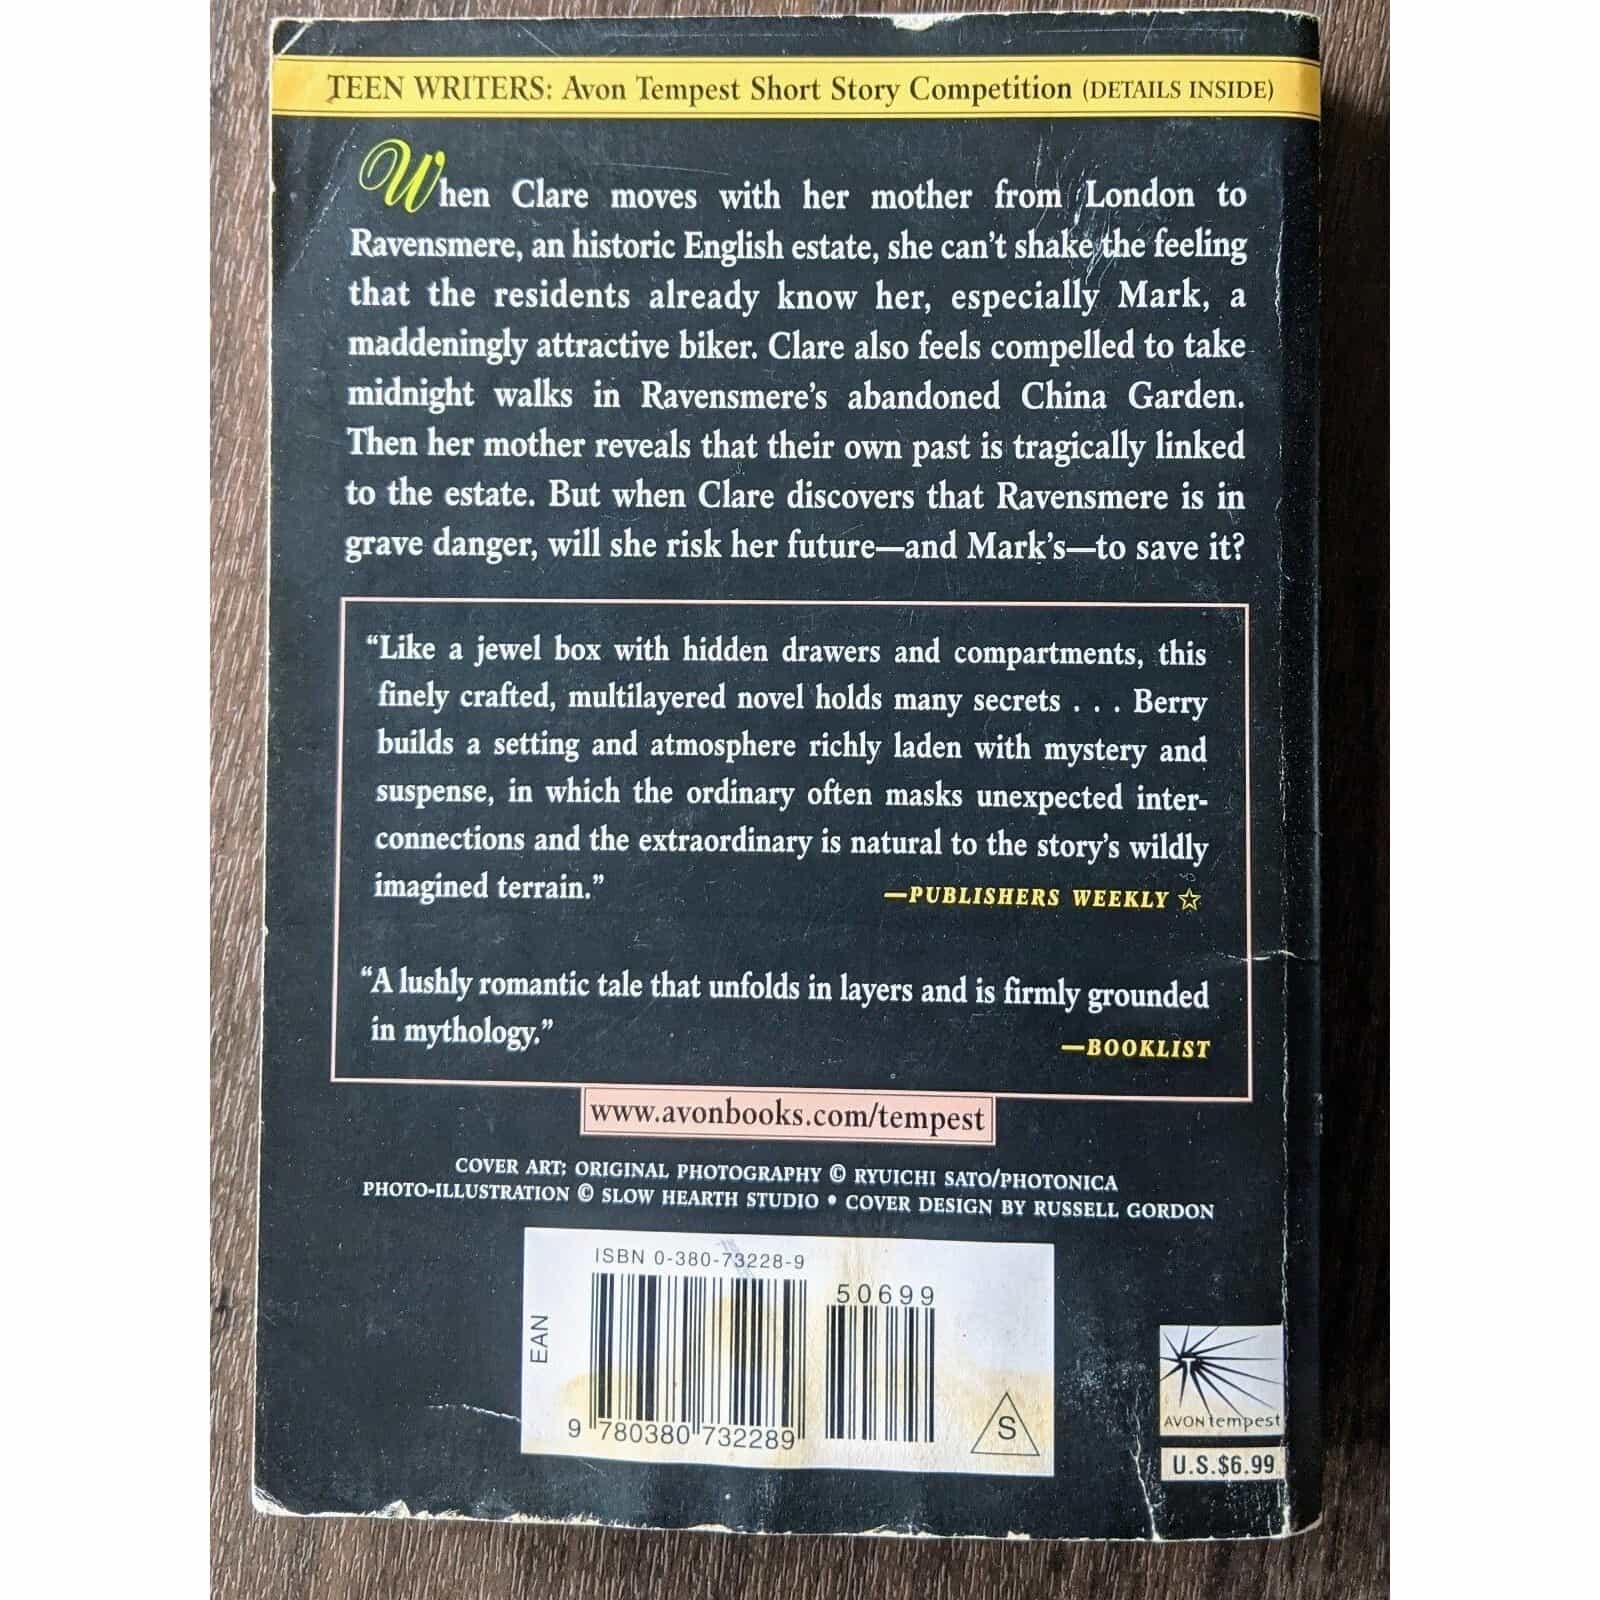 TEEN WRITERS: Avon Tempest Short Story Competition (DETAILS INSIDE)
When Clare moves with her mother from London to
Ravensmere, an historic English estate, she can't shake the feeling
that the residents already know her, especially Mark, a
maddeningly attractive biker. Clare also feels compelled to take
midnight walks in Ravensmere's abandoned China Garden.
Then her mother reveals that their own past is tragically linked
to the estate. But when Clare discovers that Ravensmere is in
grave danger, will she risk her future—and Mark's—to save it?
“Like a jewel box with hidden drawers and compartments, this
finely crafted, multilayered novel holds many secrets . . . Berry
builds a setting and atmosphere richly laden with mystery and
suspense, in which the ordinary often masks unexpected inter-
connections and the extraordinary is natural to the story's wildly
imagined terrain.” —PUBLISHERS WEEKLY ☆
“A lushly romantic tale that unfolds in layers and is firmly grounded
in mythology.” —BOOKLIST
www.avonbooks.com/tempest
COVER ART: ORIGINAL PHOTOGRAPHY © RYUICHI SATO/PHOTONICA
PHOTO-ILLUSTRATION © SLOW HEARTH STUDIO • COVER DESIGN BY RUSSELL GORDON
ISBN 0-380-73228-9
50699
EAN
9 780380 732289
S
T
AVON tempest
U.S.$6.99